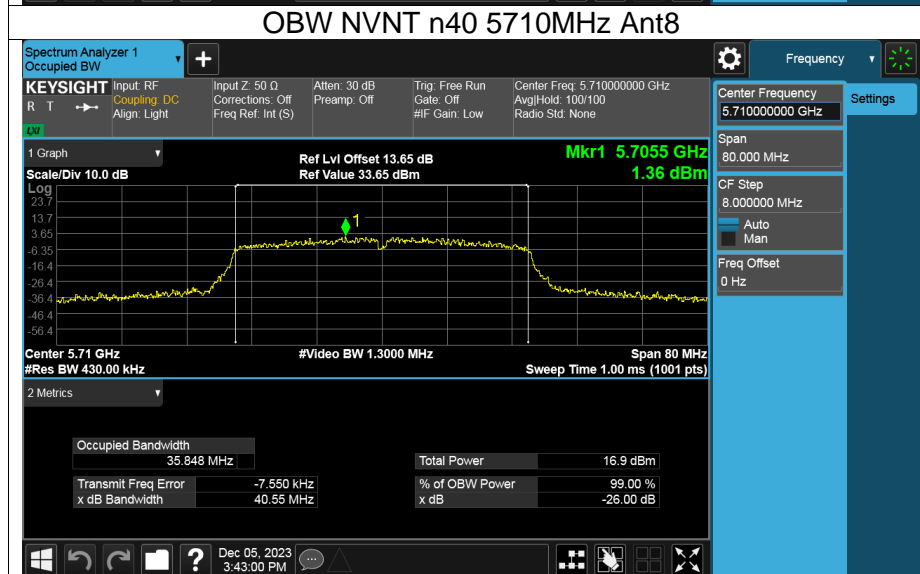 OBW NVNT n40 5710MHz Ant8
Spectrum Analyzer 1
Occupied BW
+
Frequency
KEYSIGHT
R T
LXI
Input: RF
Coupling: DC
Align: Light
Input Z: 50 Ω
Corrections: Off
Freq Ref: Int (S)
Atten: 30 dB
Preamp: Off
Trig: Free Run
Gate: Off
#IF Gain: Low
Center Freq: 5.710000000 GHz
Avg|Hold: 100/100
Radio Std: None
Center Frequency
5.710000000 GHz
Settings
Span
80.000 MHz
CF Step
8.000000 MHz
Auto
Man
Freq Offset
0 Hz
1 Graph
Scale/Div 10.0 dB
Ref Lvl Offset 13.65 dB
Ref Value 33.65 dBm
Mkr1 5.7055 GHz
1.36 dBm
Log
23.7
13.7
3.65
-6.35
-16.4
-26.4
-36.4
-46.4
-56.4
1
Center 5.71 GHz
#Video BW 1.3000 MHz
Span 80 MHz
#Res BW 430.00 kHz
Sweep Time 1.00 ms (1001 pts)
2 Metrics
Occupied Bandwidth
35.848 MHz
Total Power 16.9 dBm
Transmit Freq Error -7.550 kHz
% of OBW Power 99.00 %
x dB Bandwidth 40.55 MHz
x dB -26.00 dB
?
Dec 05, 2023
3:43:00 PM